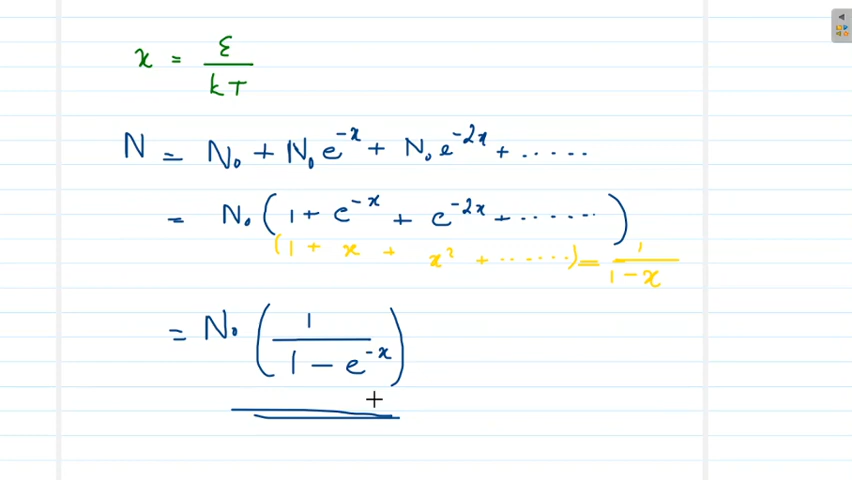 x = ε / kT
N = N₀ + N₀e⁻ˣ + N₀e⁻²ˣ + .....
= N₀(1 + e⁻ˣ + e⁻²ˣ + ......)
(1 + x + x² + ......) = 1 / 1 − x
= N₀(1 / 1 − e⁻ˣ)